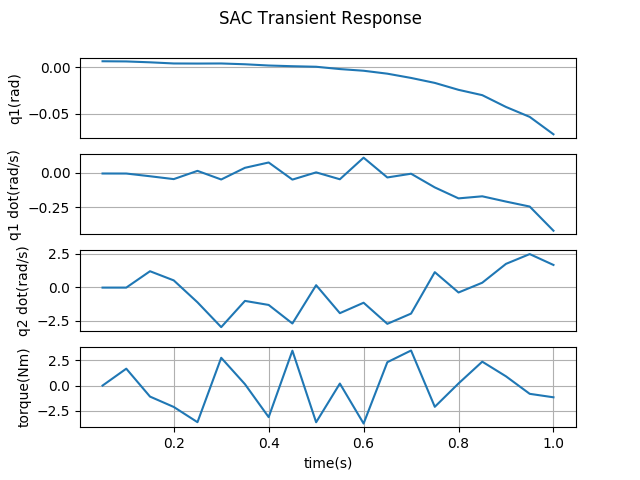 SAC Transient Response
q1(rad)
0.00
−0.05
q1 dot(rad/s)
0.00
−0.25
q2 dot(rad/s)
2.5
0.0
−2.5
torque(Nm)
2.5
0.0
−2.5
0.2 0.4 0.6 0.8 1.0
time(s)